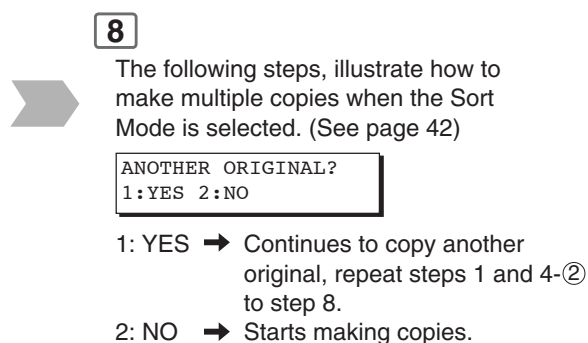 8
The following steps, illustrate how to
make multiple copies when the Sort
Mode is selected. (See page 42)
ANOTHER ORIGINAL?
1:YES 2:NO
1: YES ➞ Continues to copy another
original, repeat steps 1 and 4-②
to step 8.
2: NO ➞ Starts making copies.